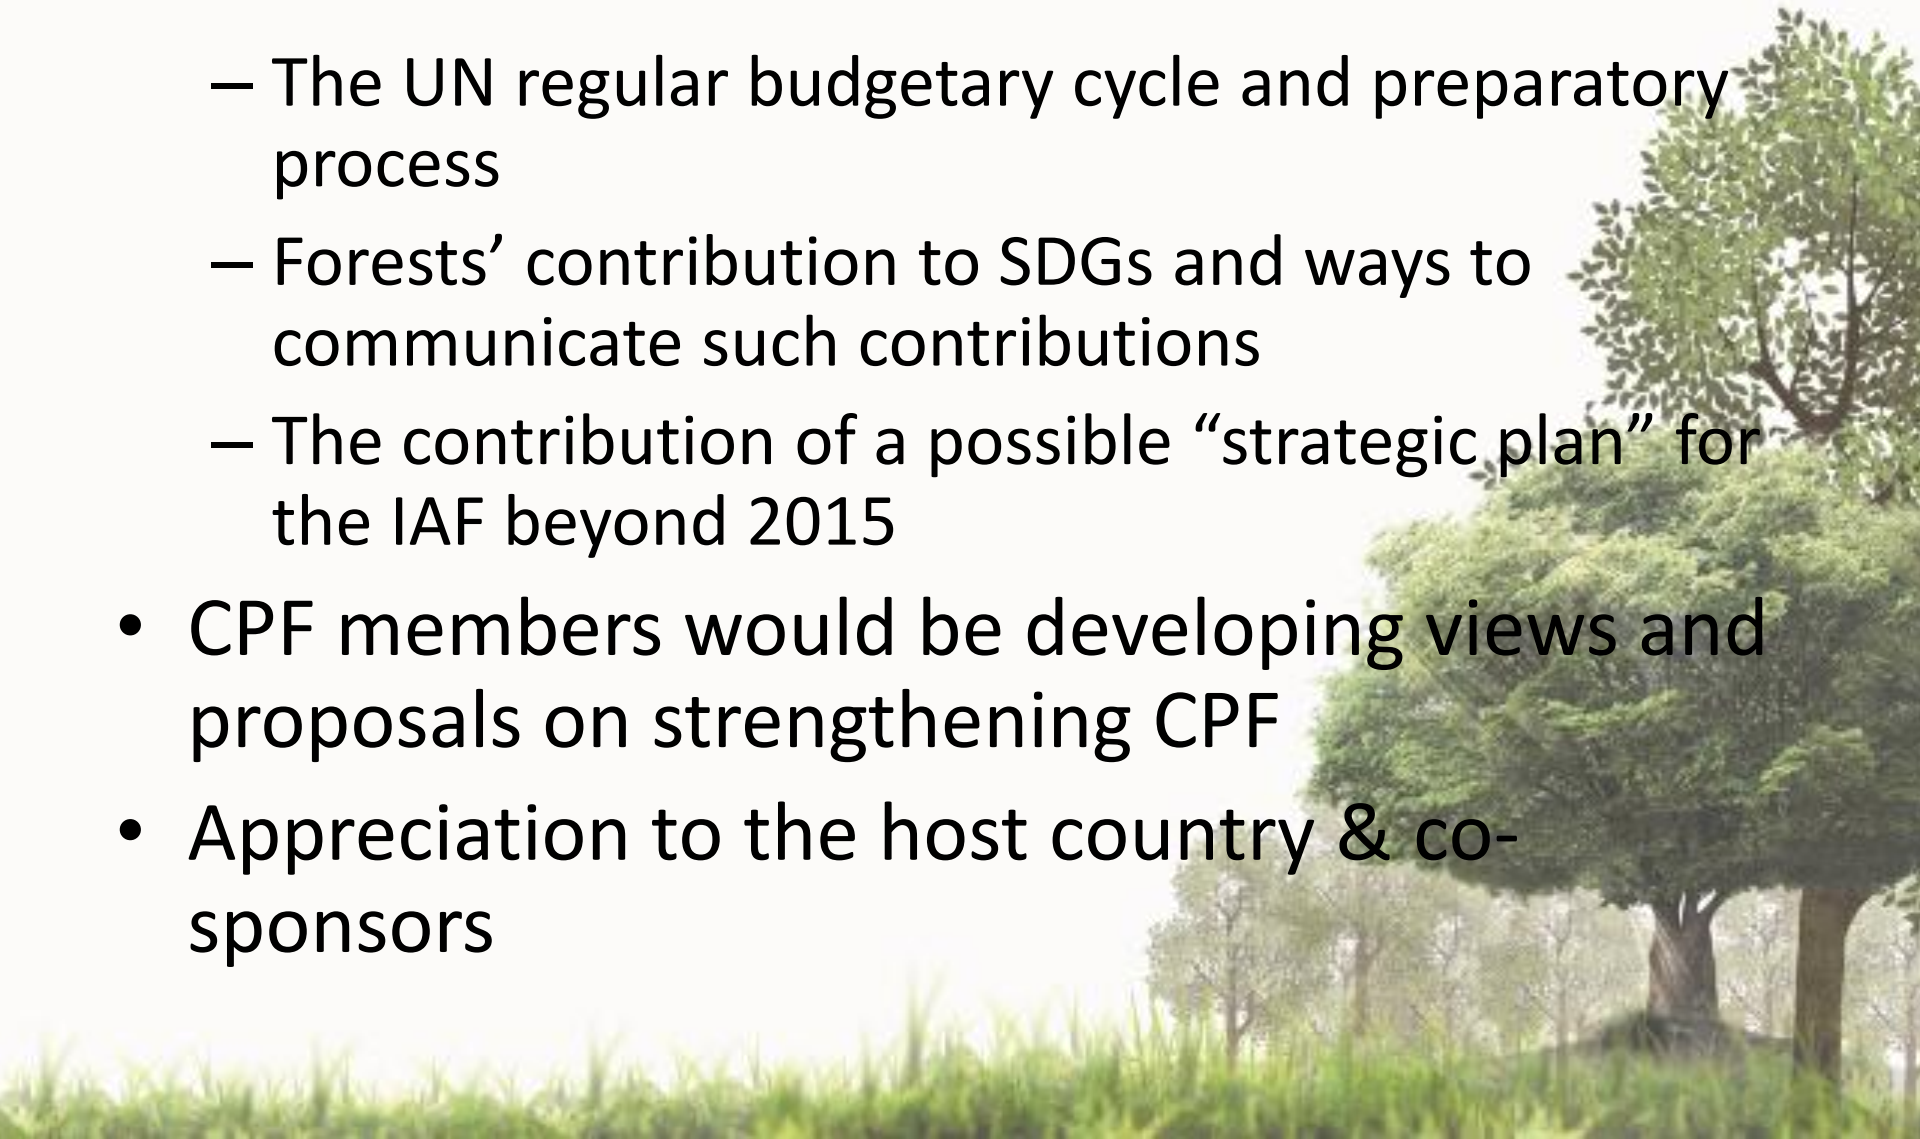 – The UN regular budgetary cycle and preparatory
process
– Forests’ contribution to SDGs and ways to
communicate such contributions
– The contribution of a possible “strategic plan” for
the IAF beyond 2015
• CPF members would be developing views and
proposals on strengthening CPF
• Appreciation to the host country & co-
sponsors